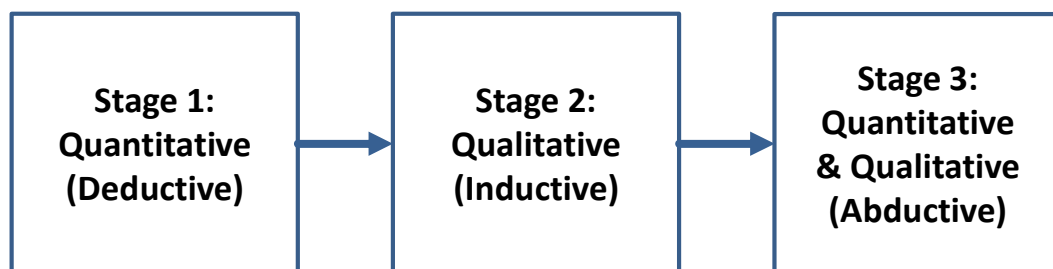 Stage 1:
Quantitative
(Deductive)
Stage 2:
Qualitative
(Inductive)
Stage 3:
Quantitative
& Qualitative
(Abductive)